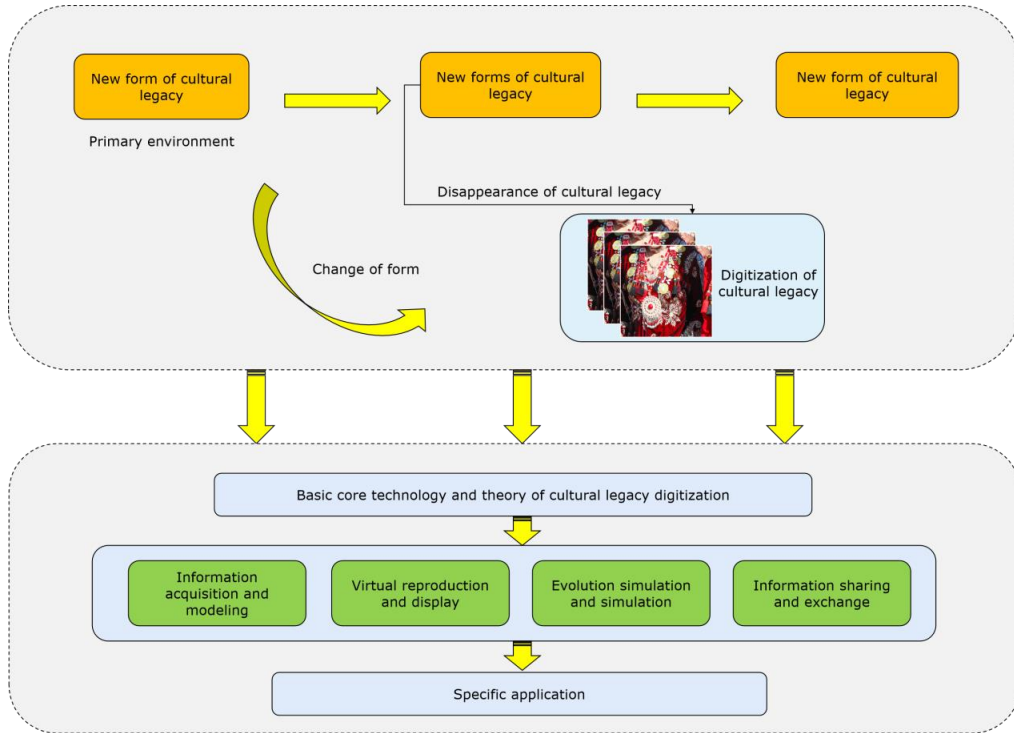 New form of cultural
legacy
New forms of cultural
legacy
New form of cultural
legacy
Primary environment
Disappearance of cultural legacy
Change of form
Digitization of
cultural legacy
Basic core technology and theory of cultural legacy digitization
Information
acquisition and
modeling
Virtual reproduction
and display
Evolution simulation
and simulation
Information sharing
and exchange
Specific application